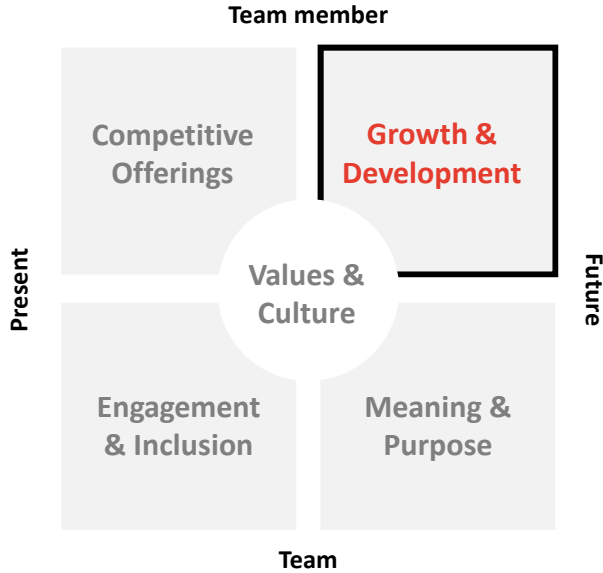 Team member
Competitive
Offerings
Growth &
Development
Present
Values &
Culture
Future
Engagement
& Inclusion
Meaning &
Purpose
Team